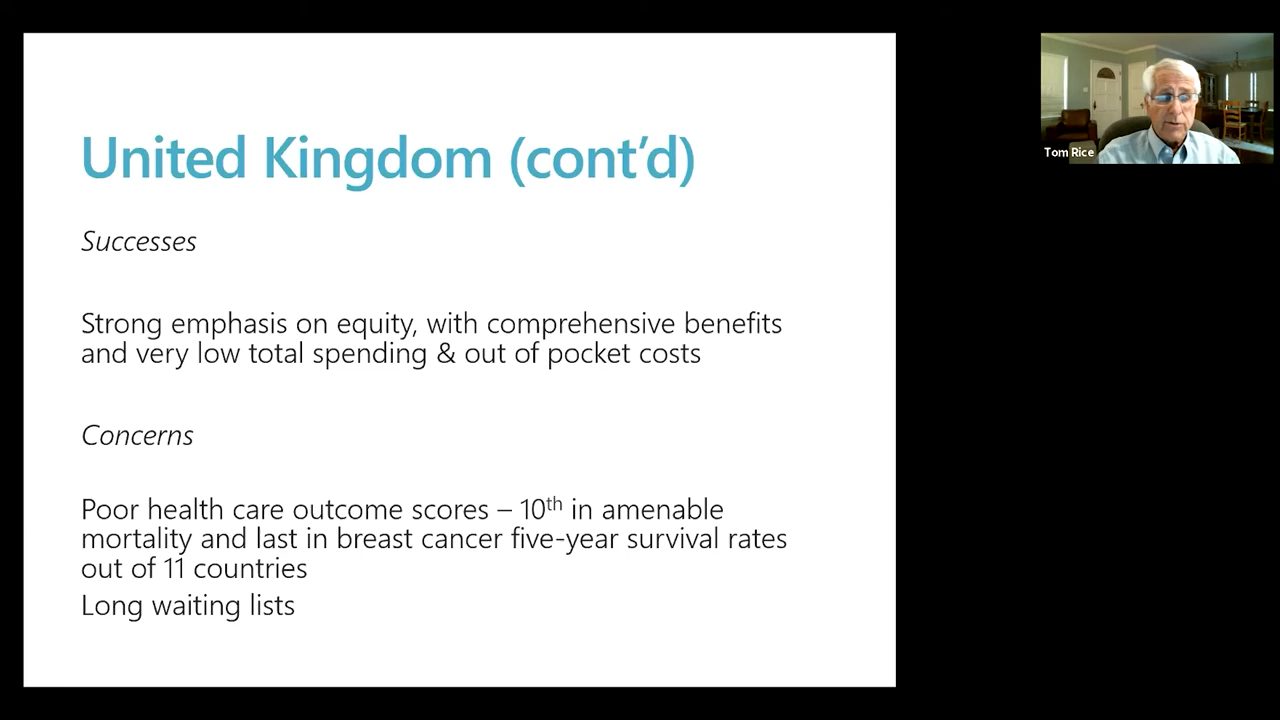 United Kingdom (cont’d)
Successes
Strong emphasis on equity, with comprehensive benefits
and very low total spending & out of pocket costs
Concerns
Poor health care outcome scores – 10th in amenable
mortality and last in breast cancer five-year survival rates
out of 11 countries
Long waiting lists
Tom Rice